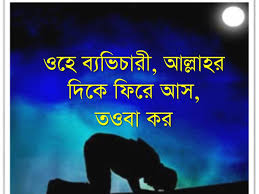 ওহে ব্যভিচারী, আল্লাহর
দিকে ফিরে আস,
তওবা কর